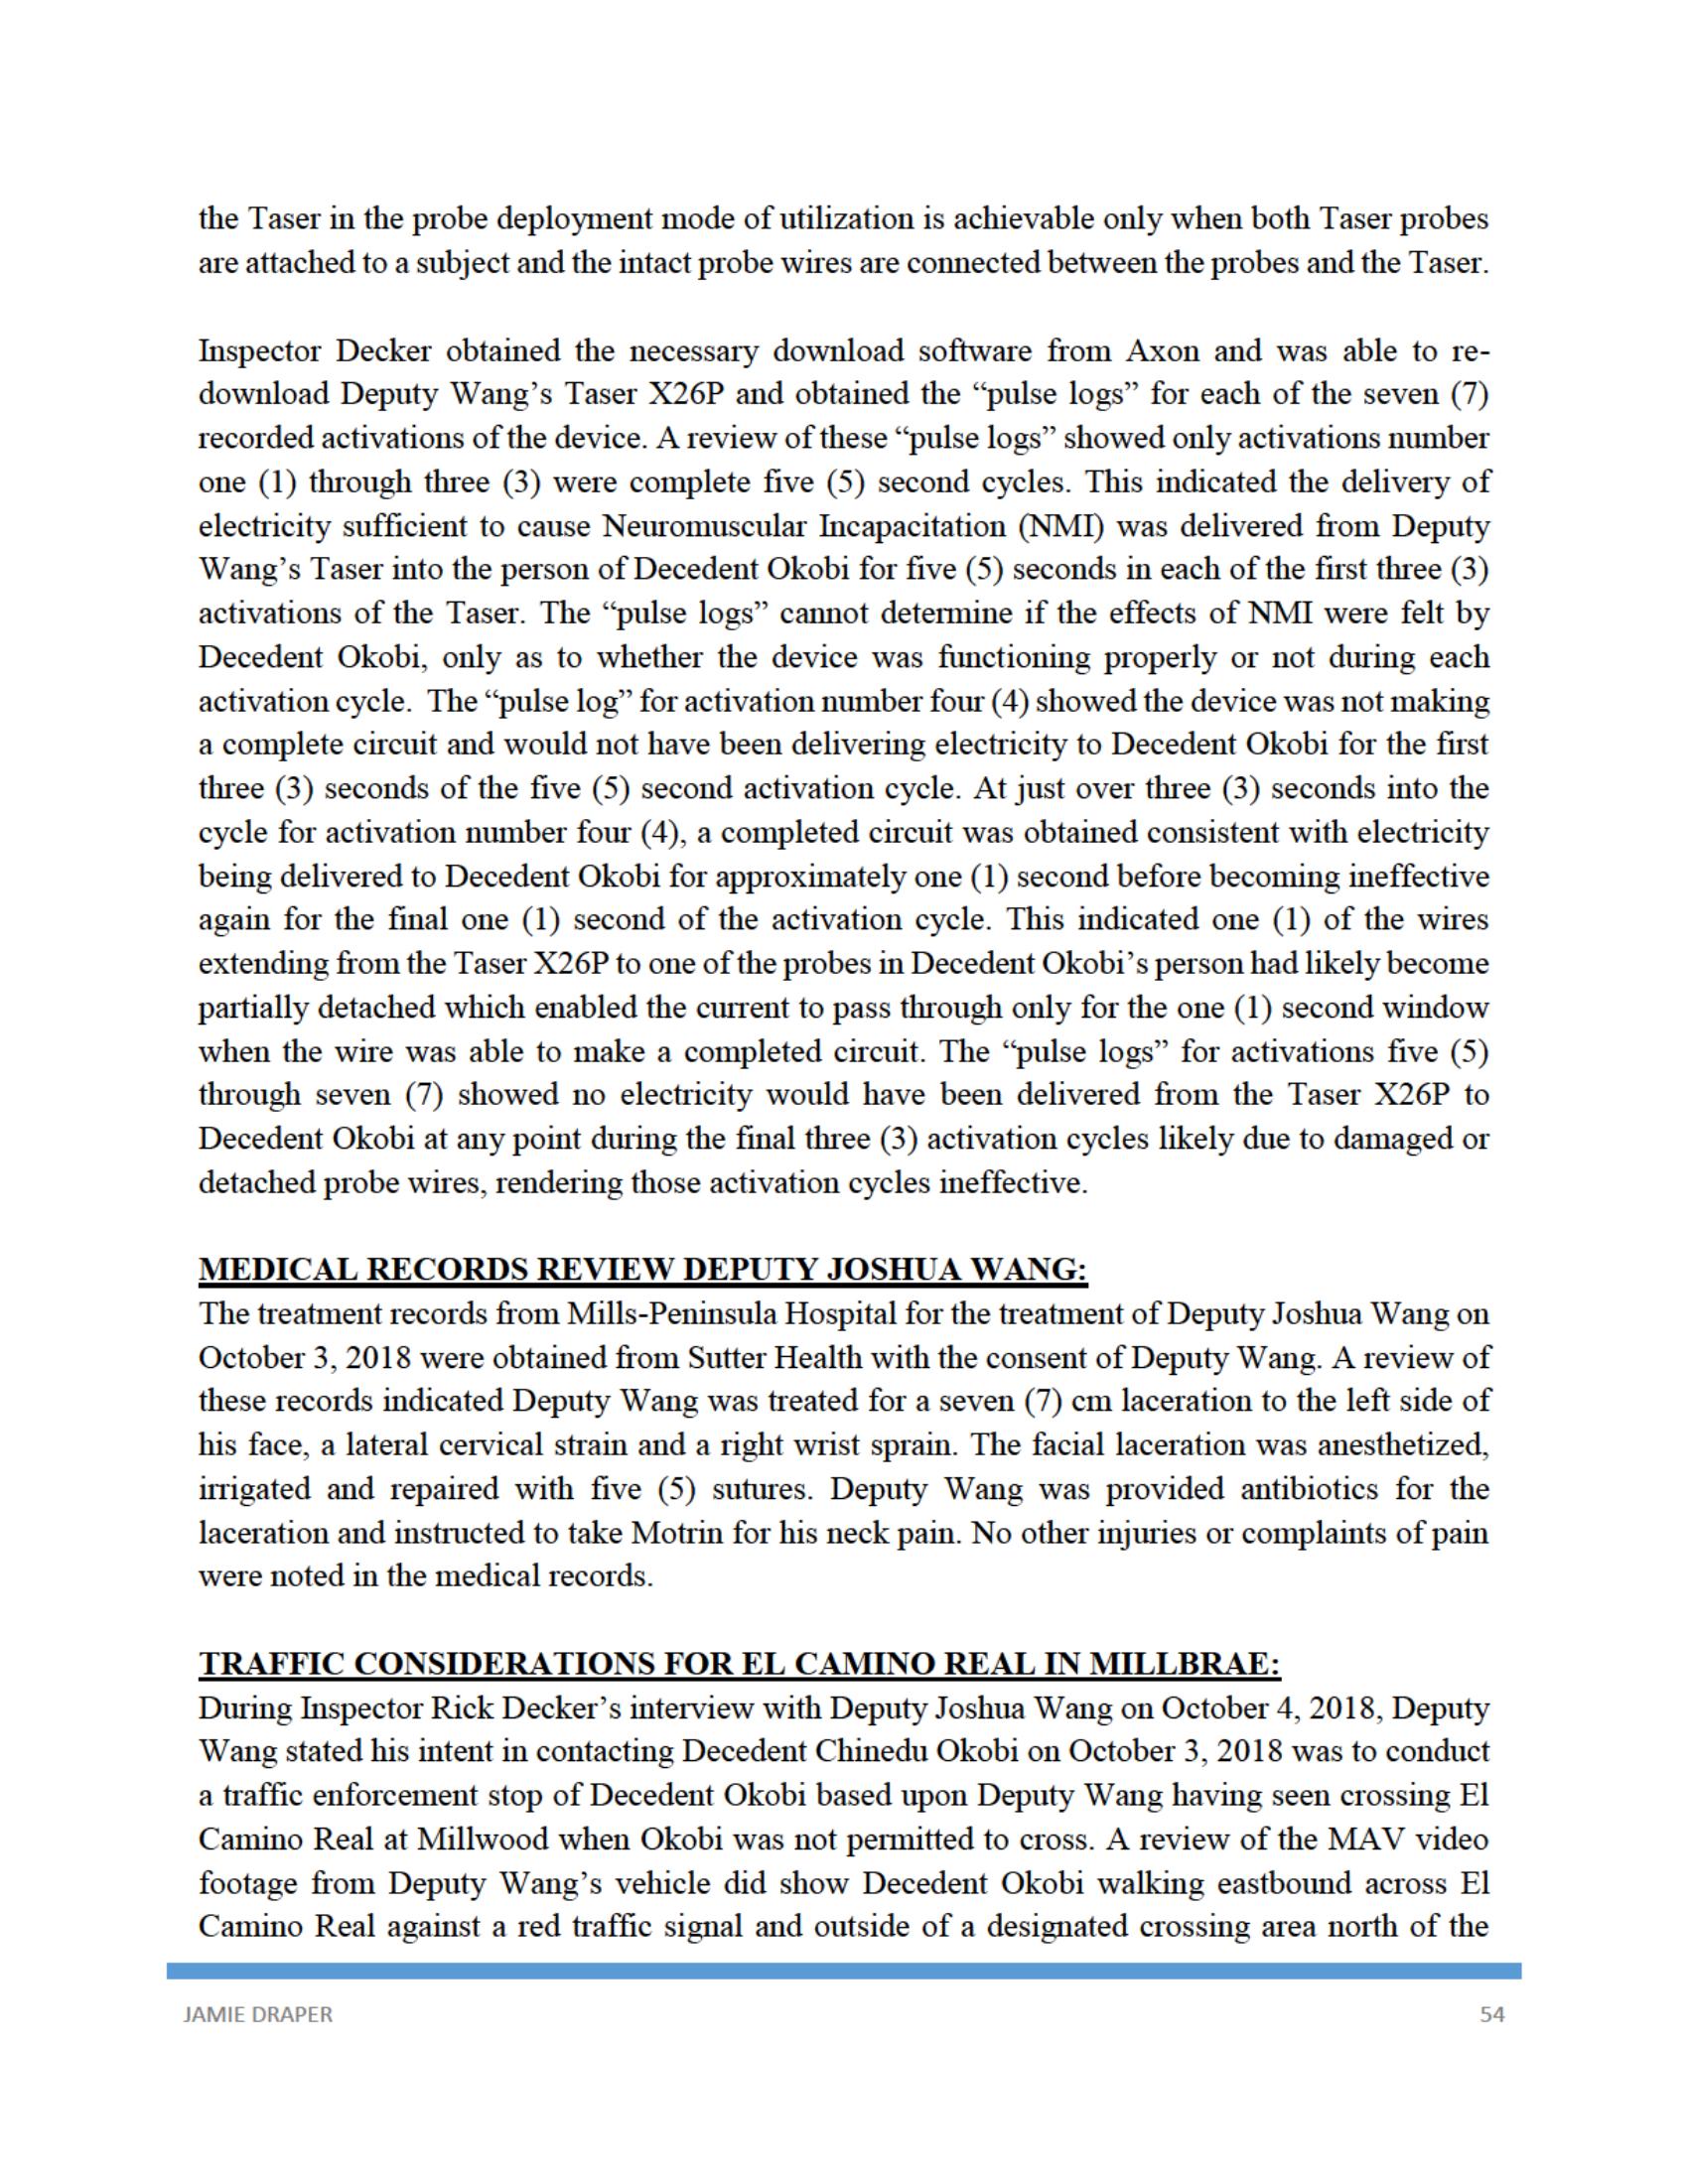 the Taser in the probe deployment mode of utilization is achievable only when both Taser probes
are attached to a subject and the intact probe wires are connected between the probes and the Taser.
Inspector Decker obtained the necessary download software from Axon and was able to re-
download Deputy Wang’s Taser X26P and obtained the “pulse logs” for each of the seven (7)
recorded activations of the device. A review of these “pulse logs” showed only activations number
one (1) through three (3) were complete five (5) second cycles. This indicated the delivery of
electricity sufficient to cause Neuromuscular Incapacitation (NMI) was delivered from Deputy
Wang’s Taser into the person of Decedent Okobi for five (5) seconds in each of the first three (3)
activations of the Taser. The “pulse logs” cannot determine if the effects of NMI were felt by
Decedent Okobi, only as to whether the device was functioning properly or not during each
activation cycle. The “pulse log” for activation number four (4) showed the device was not making
a complete circuit and would not have been delivering electricity to Decedent Okobi for the first
three (3) seconds of the five (5) second activation cycle. At just over three (3) seconds into the
cycle for activation number four (4), a completed circuit was obtained consistent with electricity
being delivered to Decedent Okobi for approximately one (1) second before becoming ineffective
again for the final one (1) second of the activation cycle. This indicated one (1) of the wires
extending from the Taser X26P to one of the probes in Decedent Okobi’s person had likely become
partially detached which enabled the current to pass through only for the one (1) second window
when the wire was able to make a completed circuit. The “pulse logs” for activations five (5)
through seven (7) showed no electricity would have been delivered from the Taser X26P to
Decedent Okobi at any point during the final three (3) activation cycles likely due to damaged or
detached probe wires, rendering those activation cycles ineffective.
MEDICAL RECORDS REVIEW DEPUTY JOSHUA WANG:
The treatment records from Mills-Peninsula Hospital for the treatment of Deputy Joshua Wang on
October 3, 2018 were obtained from Sutter Health with the consent of Deputy Wang. A review of
these records indicated Deputy Wang was treated for a seven (7) cm laceration to the left side of
his face, a lateral cervical strain and a right wrist sprain. The facial laceration was anesthetized,
irrigated and repaired with five (5) sutures. Deputy Wang was provided antibiotics for the
laceration and instructed to take Motrin for his neck pain. No other injuries or complaints of pain
were noted in the medical records.
TRAFFIC CONSIDERATIONS FOR EL CAMINO REAL IN MILLBRAE:
During Inspector Rick Decker’s interview with Deputy Joshua Wang on October 4, 2018, Deputy
Wang stated his intent in contacting Decedent Chinedu Okobi on October 3, 2018 was to conduct
a traffic enforcement stop of Decedent Okobi based upon Deputy Wang having seen crossing El
Camino Real at Millwood when Okobi was not permitted to cross. A review of the MAV video
footage from Deputy Wang’s vehicle did show Decedent Okobi walking eastbound across El
Camino Real against a red traffic signal and outside of a designated crossing area north of the
JAMIE DRAPER
54